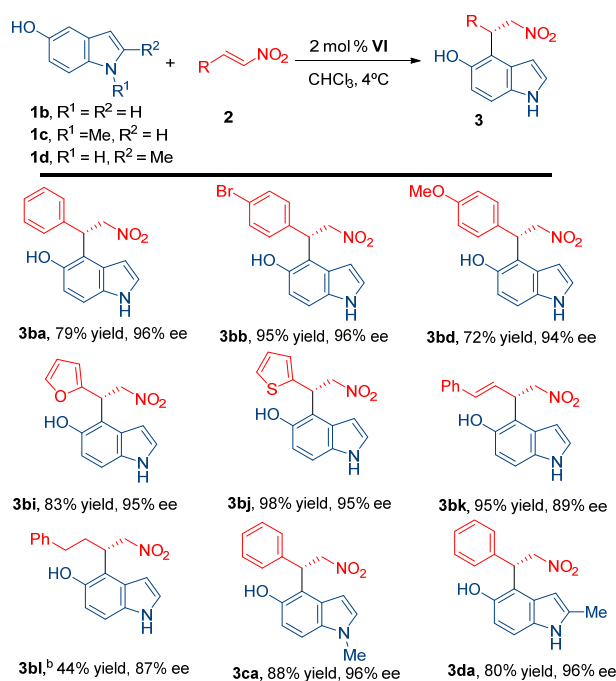 HO
R²
N
R¹
+
R
NO₂
2 mol % VI
CHCl₃, 4ºC
R
NO₂
HO
N
H
1b, R¹ = R² = H
1c, R¹ =Me, R² = H
1d, R¹ = H, R² = Me
2
3
NO₂
HO
N
H
3ba, 79% yield, 96% ee
Br
NO₂
HO
N
H
3bb, 95% yield, 96% ee
MeO
NO₂
HO
N
H
3bd, 72% yield, 94% ee
O
NO₂
HO
N
H
3bi, 83% yield, 95% ee
S
NO₂
HO
N
H
3bj, 98% yield, 95% ee
Ph
NO₂
HO
N
H
3bk, 95% yield, 89% ee
Ph
NO₂
HO
N
H
3bl,ᵇ 44% yield, 87% ee
NO₂
HO
N
Me
3ca, 88% yield, 96% ee
NO₂
HO
Me
N
H
3da, 80% yield, 96% ee